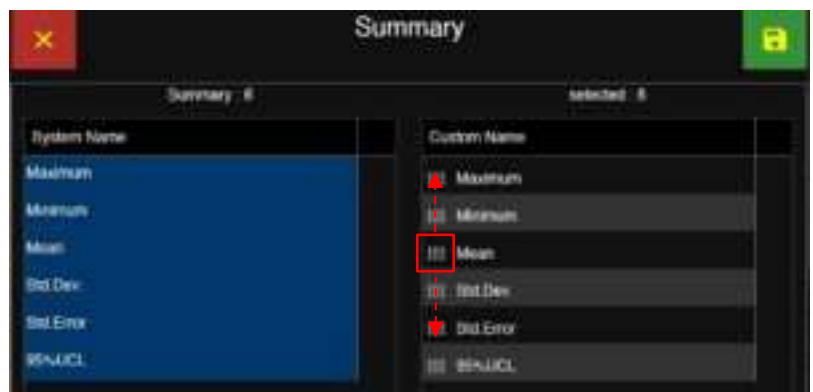 Summary
Summary 6
selected 6
System Name
Maximum
Minimum
Mean
Std.Dev
Std.Error
95%UCL
Custom Name
Maximum
Minimum
Mean
Std.Dev
Std.Error
95%UCL